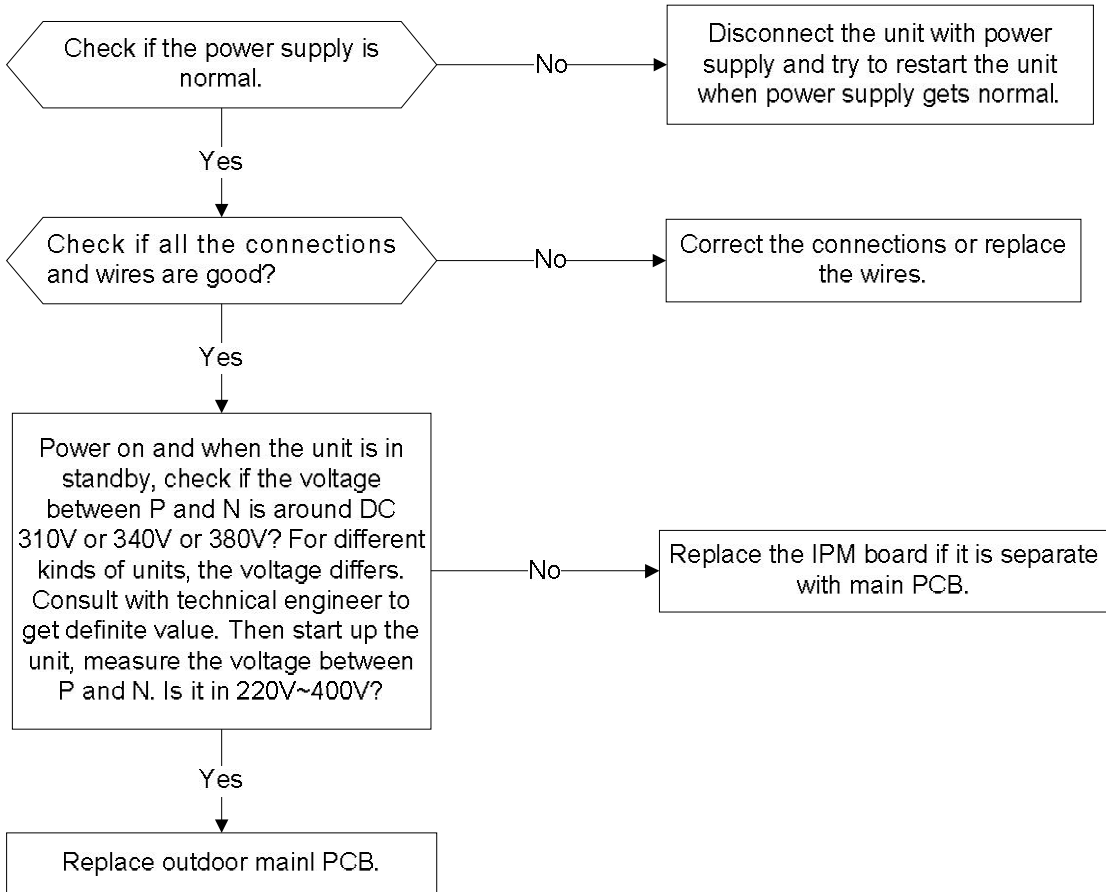 Check if the power supply is
normal.
No
Disconnect the unit with power
supply and try to restart the unit
when power supply gets normal.
Yes
Check if all the connections
and wires are good?
No
Correct the connections or replace
the wires.
Yes
Power on and when the unit is in
standby, check if the voltage
between P and N is around DC
310V or 340V or 380V? For different
kinds of units, the voltage differs.
Consult with technical engineer to
get definite value. Then start up the
unit, measure the voltage between
P and N. Is it in 220V~400V?
No
Replace the IPM board if it is separate
with main PCB.
Yes
Replace outdoor mainl PCB.